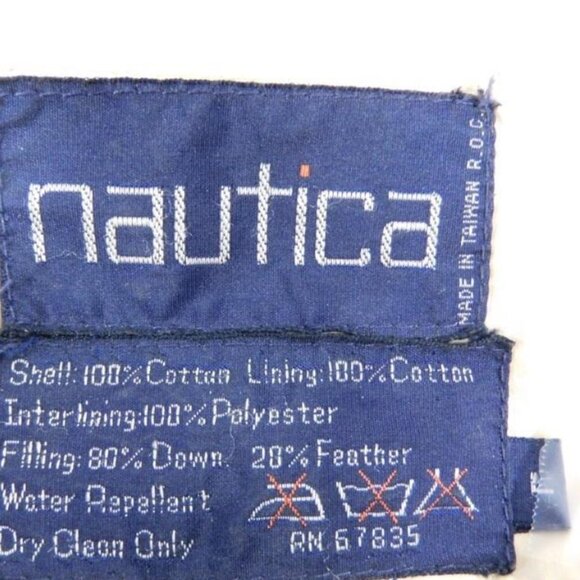 nautica
MADE IN TAIWAN R.O.C.
Shell: 100% Cotton Lining: 100% Cotton
Interlining: 100% Polyester
Filling: 80% Down. 20% Feather
Water Repellent
Dry Clean Only
RN 67835